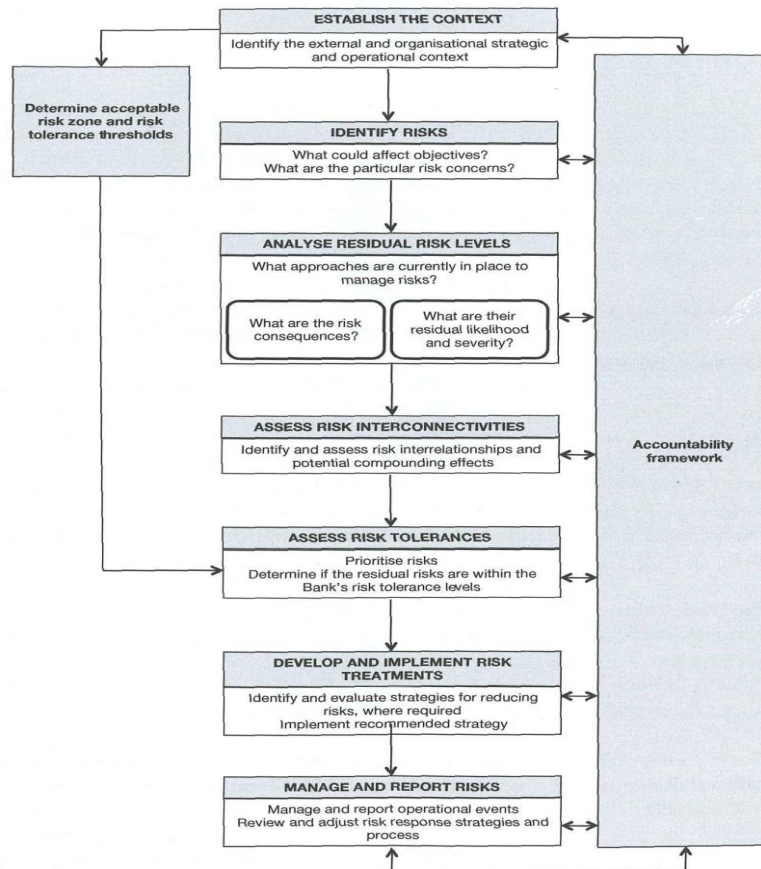 ESTABLISH THE CONTEXT
Identify the external and organisational strategic
and operational context
Determine acceptable
risk zone and risk
tolerance thresholds
IDENTIFY RISKS
What could affect objectives?
What are the particular risk concerns?
ANALYSE RESIDUAL RISK LEVELS
What approaches are currently in place to
manage risks?
What are the risk
consequences?
What are their
residual likelihood
and severity?
ASSESS RISK INTERCONNECTIVITIES
Identify and assess risk interrelationships and
potential compounding effects
Accountability
framework
ASSESS RISK TOLERANCES
Prioritise risks
Determine if the residual risks are within the
Bank's risk tolerance levels
DEVELOP AND IMPLEMENT RISK
TREATMENTS
Identify and evaluate strategies for reducing
risks, where required
Implement recommended strategy
MANAGE AND REPORT RISKS
Manage and report operational events
Review and adjust risk response strategies and
process